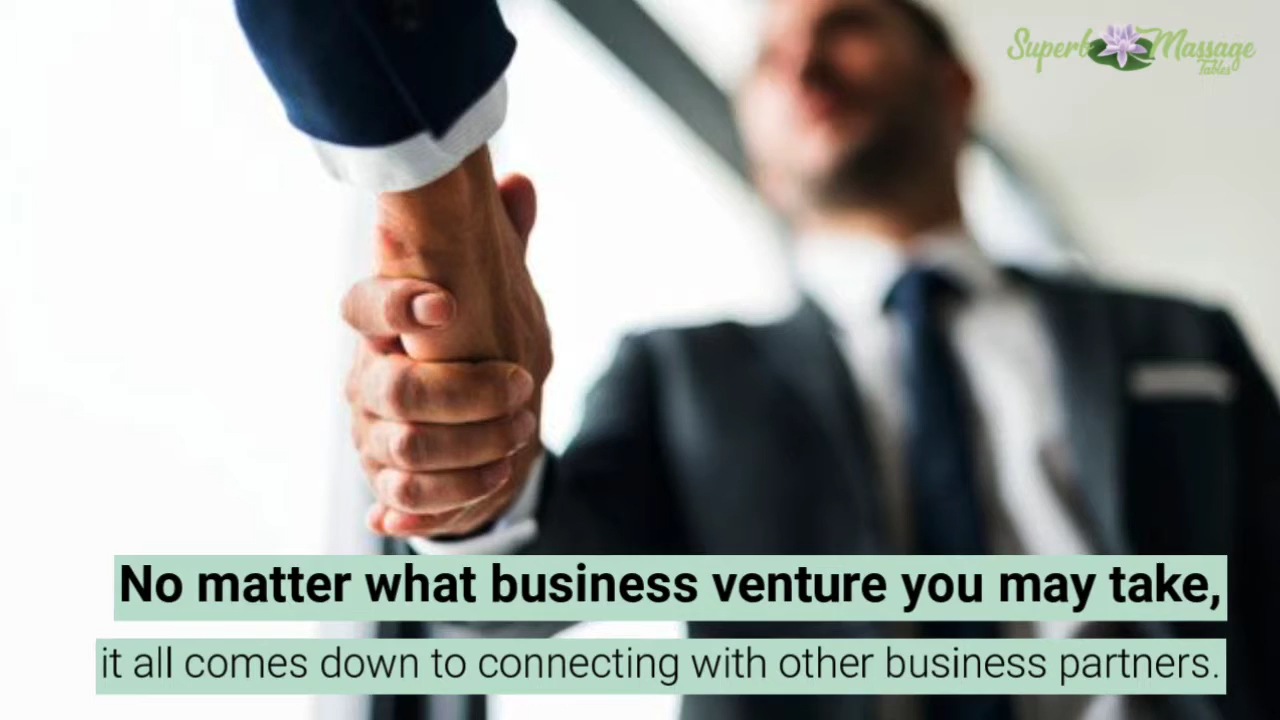 Superb Massage
Tables
No matter what business venture you may take,
it all comes down to connecting with other business partners.